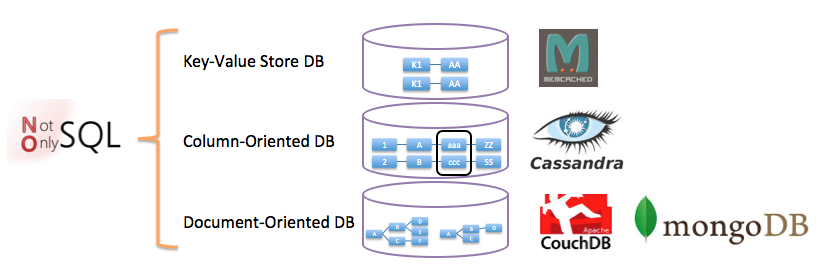 Not Only SQL
Key-Value Store DB
K1 AA
K1 AA
MEMCACHED
Column-Oriented DB
1 A aaa ZZ
2 B ccc SS
Cassandra
Document-Oriented DB
A B C D E F
A B C D
Apache
CouchDB
mongoDB